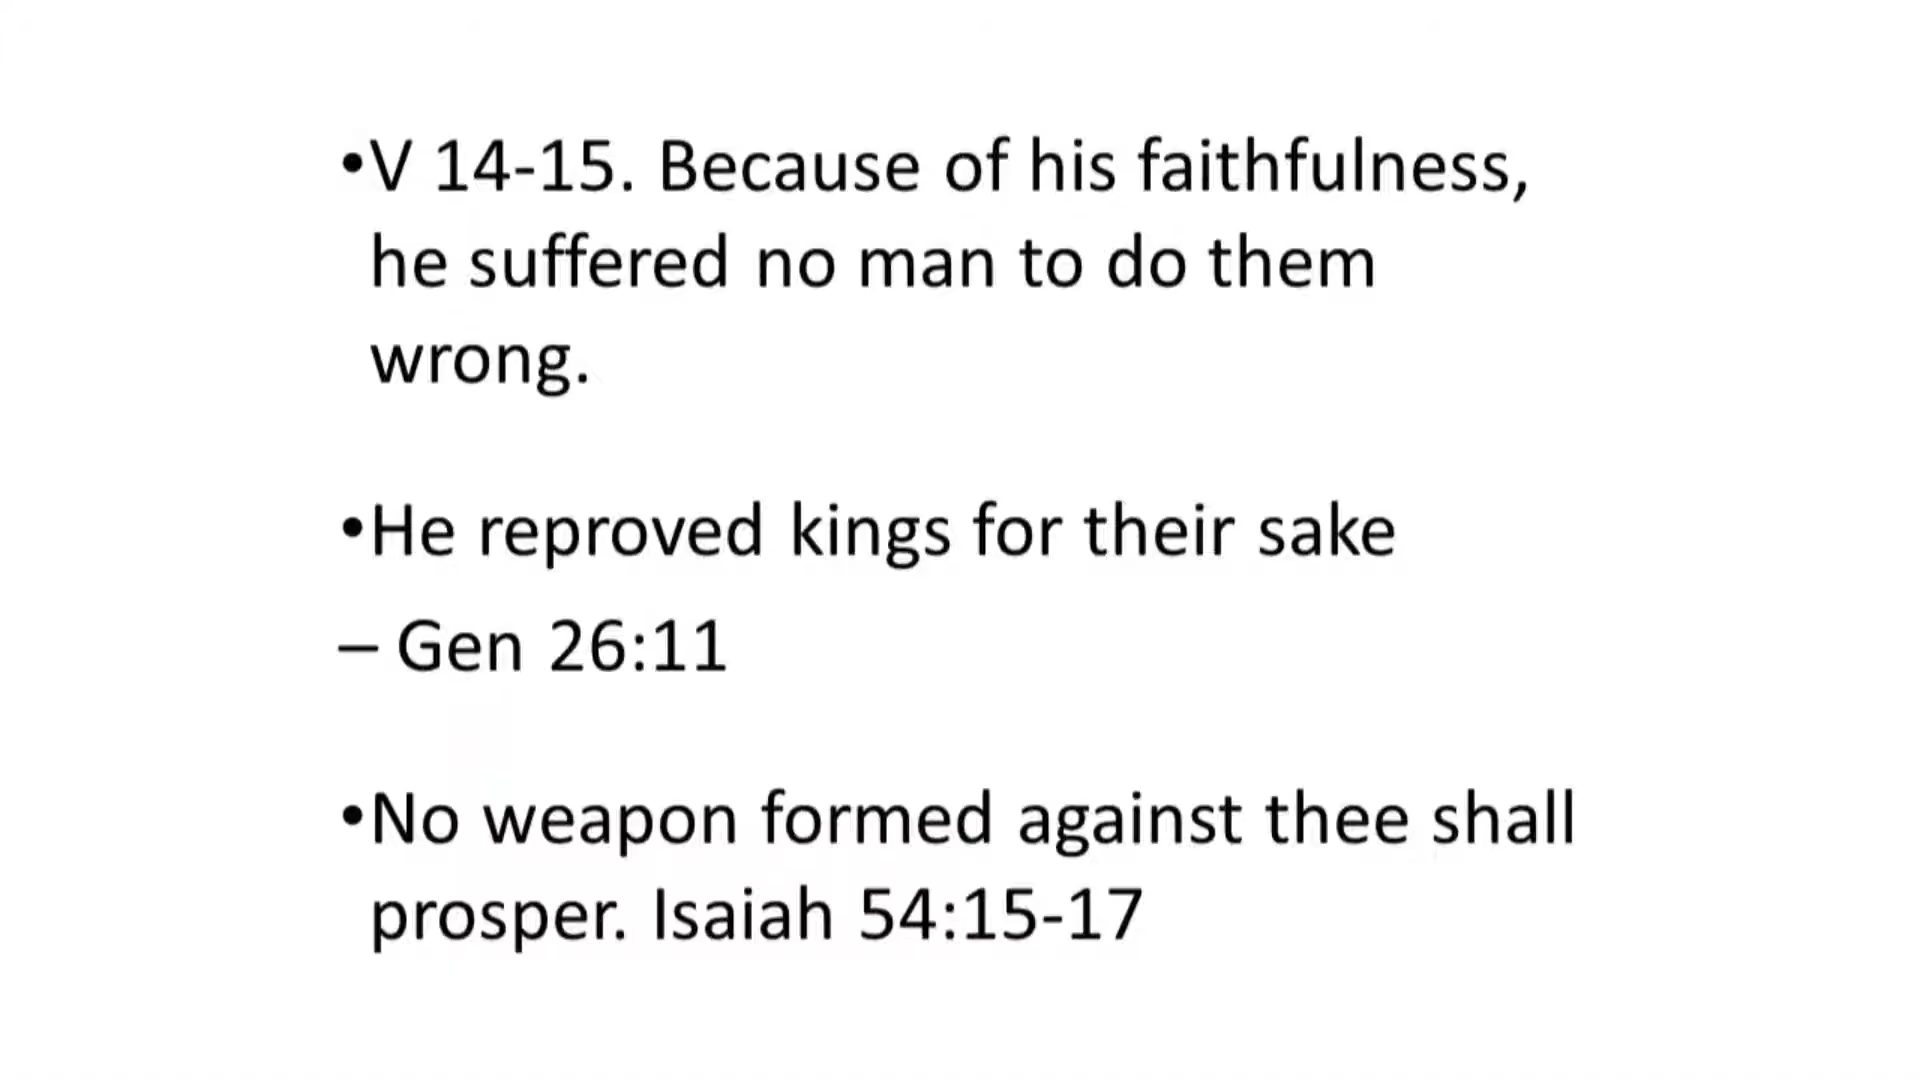 •V 14-15. Because of his faithfulness,
he suffered no man to do them
wrong.
•He reproved kings for their sake
– Gen 26:11
•No weapon formed against thee shall
prosper. Isaiah 54:15-17